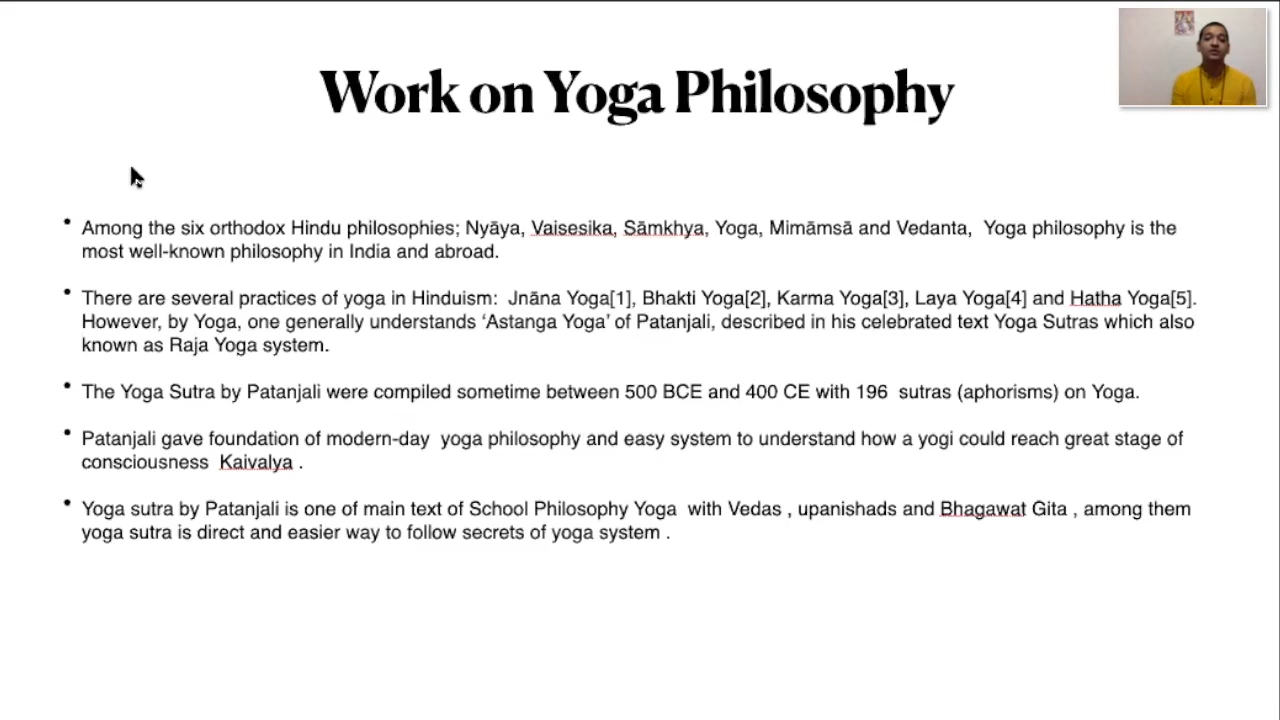 Work on Yoga Philosophy
• Among the six orthodox Hindu philosophies; Nyāya, Vaisesika, Sāmkhya, Yoga, Mimāmsā and Vedanta,  Yoga philosophy is the
most well-known philosophy in India and abroad.
• There are several practices of yoga in Hinduism:  Jnāna Yoga[1], Bhakti Yoga[2], Karma Yoga[3], Laya Yoga[4] and Hatha Yoga[5].
However, by Yoga, one generally understands ‘Astanga Yoga’ of Patanjali, described in his celebrated text Yoga Sutras which also
known as Raja Yoga system.
• The Yoga Sutra by Patanjali were compiled sometime between 500 BCE and 400 CE with 196  sutras (aphorisms) on Yoga.
• Patanjali gave foundation of modern-day  yoga philosophy and easy system to understand how a yogi could reach great stage of
consciousness  Kaivalya .
• Yoga sutra by Patanjali is one of main text of School Philosophy Yoga  with Vedas , upanishads and Bhagawat Gita , among them
yoga sutra is direct and easier way to follow secrets of yoga system .